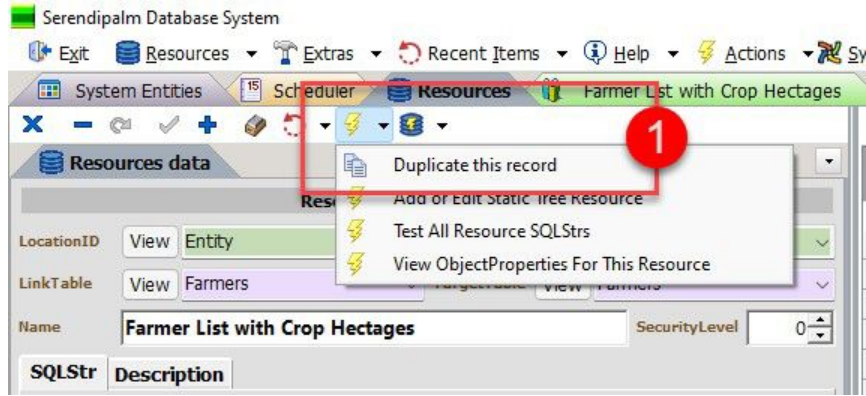 Serendipalm Database System
Exit Resources Extras Recent Items Help Actions Sy
System Entities 15 Scheduler Resources Farmer List with Crop Hectages
1
Resources data
Duplicate this record
Add or Edit Static Tree Resource
Test All Resource SQLStrs
View ObjectProperties For This Resource
LocationID View Entity
LinkTable View Farmers TargetTable View Farmers
Name Farmer List with Crop Hectages SecurityLevel 0
SQLStr Description